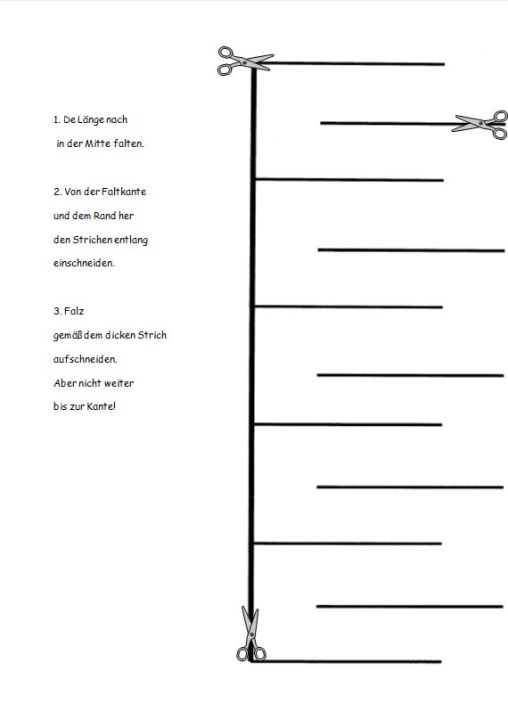 1. De Länge nach
in der Mitte falten.
2. Von der Faltkante
und dem Rand her
den Strichen entlang
einschneiden.
3. Falz
gemäß dem dicken Strich
aufschneiden.
Aber nicht weiter
bis zur Kante!